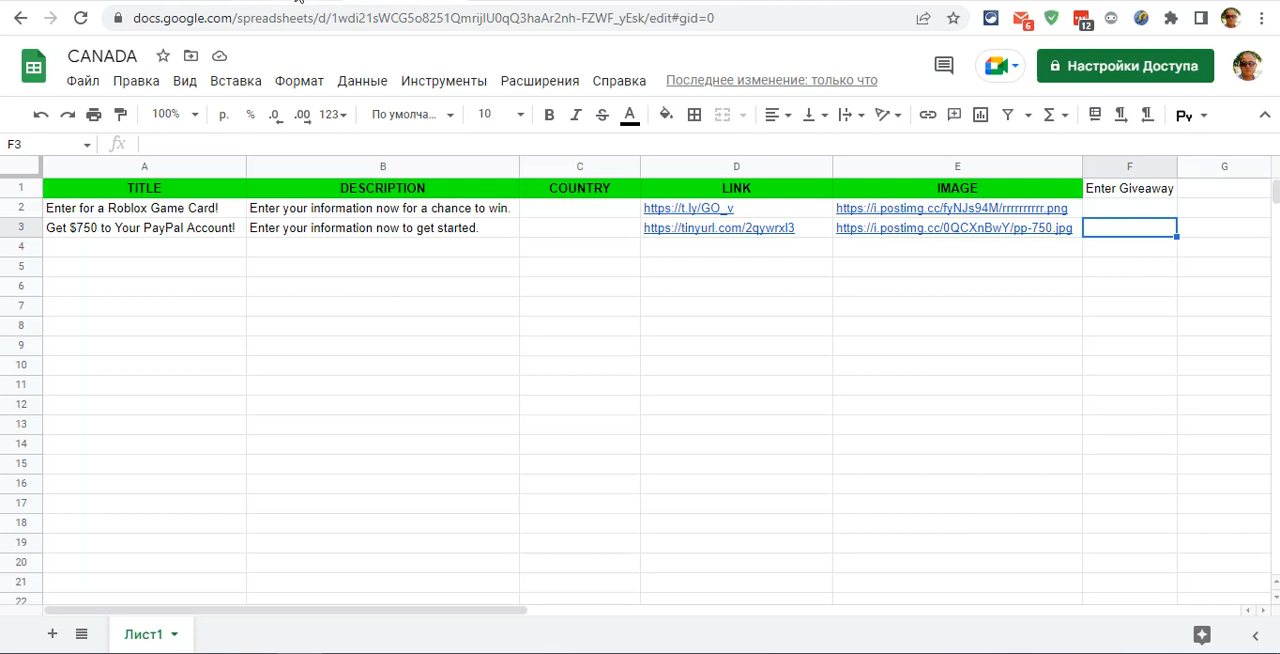 docs.google.com/spreadsheets/d/1wdi21sWCG5o8251QmrijIU0qQ3haAr2nh-FZWF_yEsk/edit#gid=0
6
12
CANADA
Файл Правка Вид Вставка Формат Данные Инструменты Расширения Справка Последнее изменение: только что
Настройки Доступа
100% р. % .0 .00 123 По умолча... 10 B I S A Σ Ру
F3 fx
A B C D E F G
1 TITLE DESCRIPTION COUNTRY LINK IMAGE Enter Giveaway
2 Enter for a Roblox Game Card! Enter your information now for a chance to win. https://t.ly/GO_v https://i.postimg.cc/fyNJs94M/rrrrrrrrrr.png
3 Get $750 to Your PayPal Account! Enter your information now to get started. https://tinyurl.com/2qywrxl3 https://i.postimg.cc/0QCXnBwY/pp-750.jpg
4
5
6
7
8
9
10
11
12
13
14
15
16
17
18
19
20
21
22
Лист1